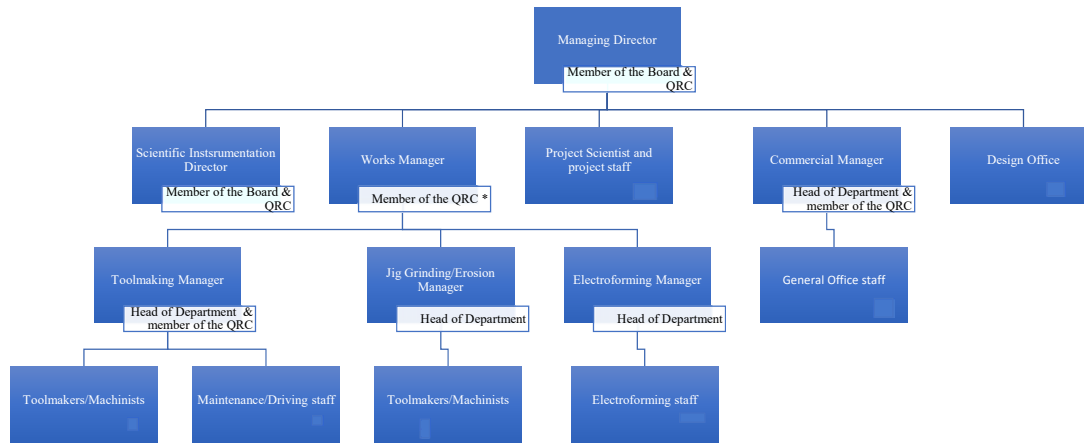 Managing Director
Member of the Board &
QRC
Scientific Instsrumentation
Director
Member of the Board &
QRC
Works Manager
Member of the QRC *
Project Scientist and
project staff
Commercial Manager
Head of Department &
member of the QRC
Design Office
Toolmaking Manager
Head of Department &
member of the QRC
Jig Grinding/Erosion
Manager
Head of Department
Electroforming Manager
Head of Department
General Office staff
Toolmakers/Machinists
Maintenance/Driving staff
Toolmakers/Machinists
Electroforming staff